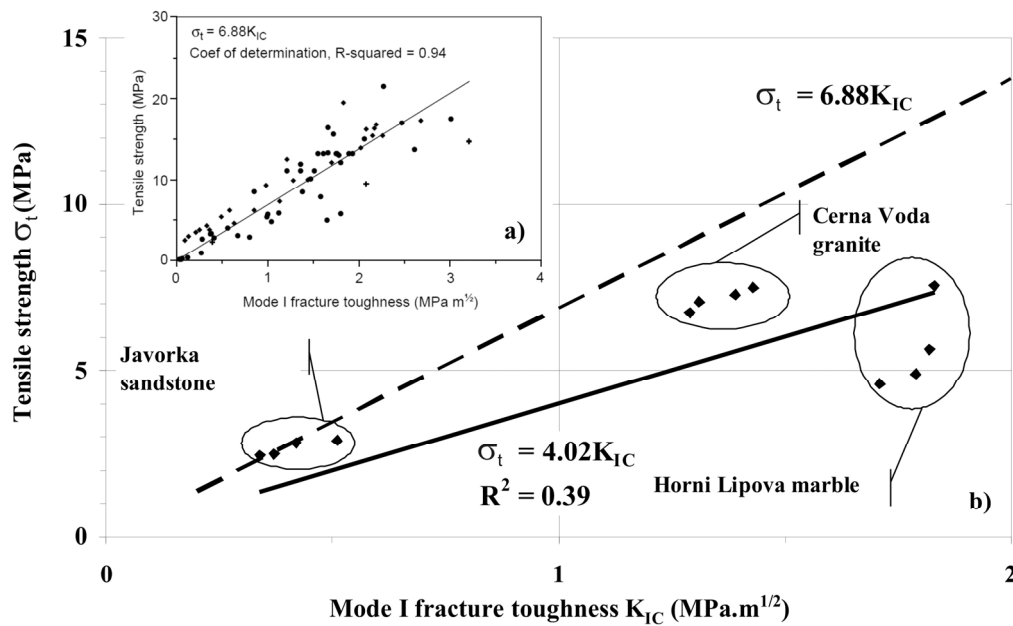 15
10
5
0
0
1
2
Tensile strength σt (MPa)
Mode I fracture toughness KIC (MPa.m1/2)
30
20
10
0
0
1
2
3
4
Tensile strength (MPa)
Mode I fracture toughness (MPa m½)
σt = 6.88KIC
Coef of determination, R-squared = 0.94
a)
σt = 6.88KIC
Cerna Voda
granite
Javorka
sandstone
σt = 4.02KIC
R2 = 0.39
Horni Lipova marble
b)